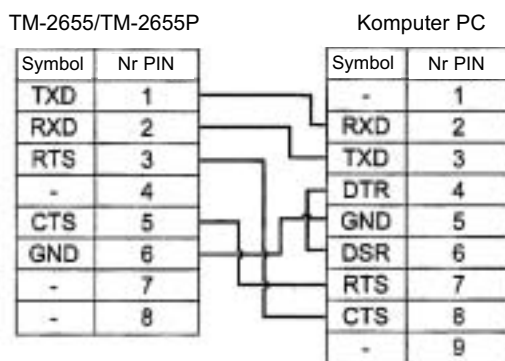 TM-2655/TM-2655P
Symbol Nr PIN
TXD 1
RXD 2
RTS 3
- 4
CTS 5
GND 6
- 7
- 8
Komputer PC
Symbol Nr PIN
- 1
RXD 2
TXD 3
DTR 4
GND 5
DSR 6
RTS 7
CTS 8
- 9